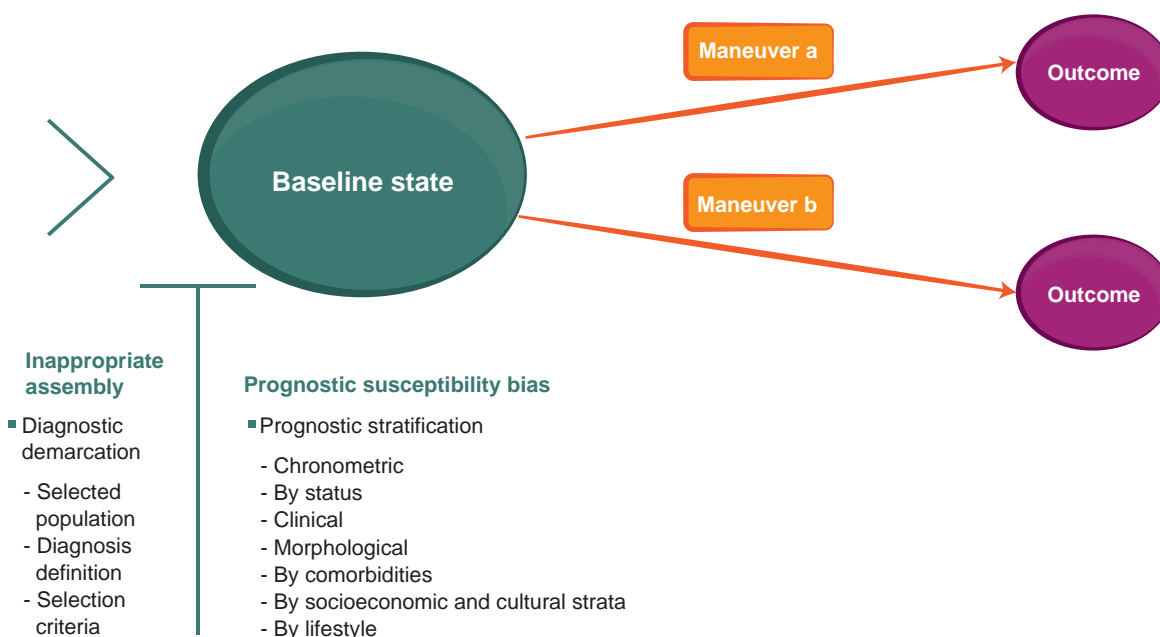 Maneuver a
Outcome
Baseline state
Maneuver b
Outcome
Inappropriate
assembly
▪ Diagnostic
demarcation
- Selected
population
- Diagnosis
definition
- Selection
criteria
Prognostic susceptibility bias
▪ Prognostic stratification
- Chronometric
- By status
- Clinical
- Morphological
- By comorbidities
- By socioeconomic and cultural strata
- By lifestyle